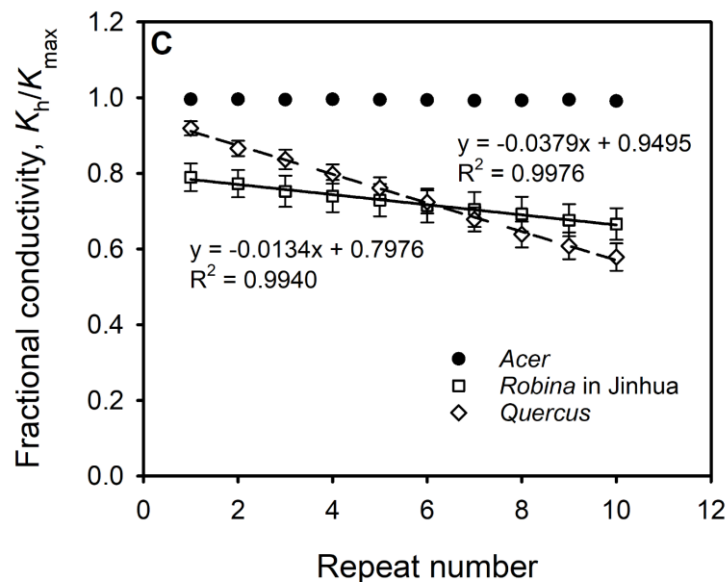 C
Fractional conductivity, Kh/Kmax
1.2
1.0
0.8
0.6
0.4
0.2
0.0
y = -0.0379x + 0.9495
R² = 0.9976
y = -0.0134x + 0.7976
R² = 0.9940
Acer
Robina in Jinhua
Quercus
0 2 4 6 8 10 12
Repeat number